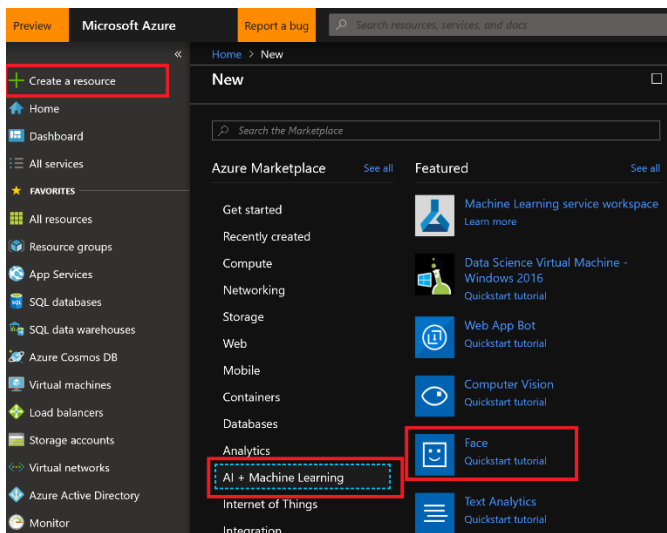 Preview
Microsoft Azure
Report a bug
Search resources, services, and docs
«
Create a resource
Home
Dashboard
All services
FAVORITES
All resources
Resource groups
App Services
SQL databases
SQL data warehouses
Azure Cosmos DB
Virtual machines
Load balancers
Storage accounts
Virtual networks
Azure Active Directory
Monitor
Home > New
New
Search the Marketplace
Azure Marketplace
See all
Get started
Recently created
Compute
Networking
Storage
Web
Mobile
Containers
Databases
Analytics
AI + Machine Learning
Internet of Things
Integration
Featured
See all
Machine Learning service workspace
Learn more
Data Science Virtual Machine -
Windows 2016
Quickstart tutorial
Web App Bot
Quickstart tutorial
Computer Vision
Quickstart tutorial
Face
Quickstart tutorial
Text Analytics
Quickstart tutorial